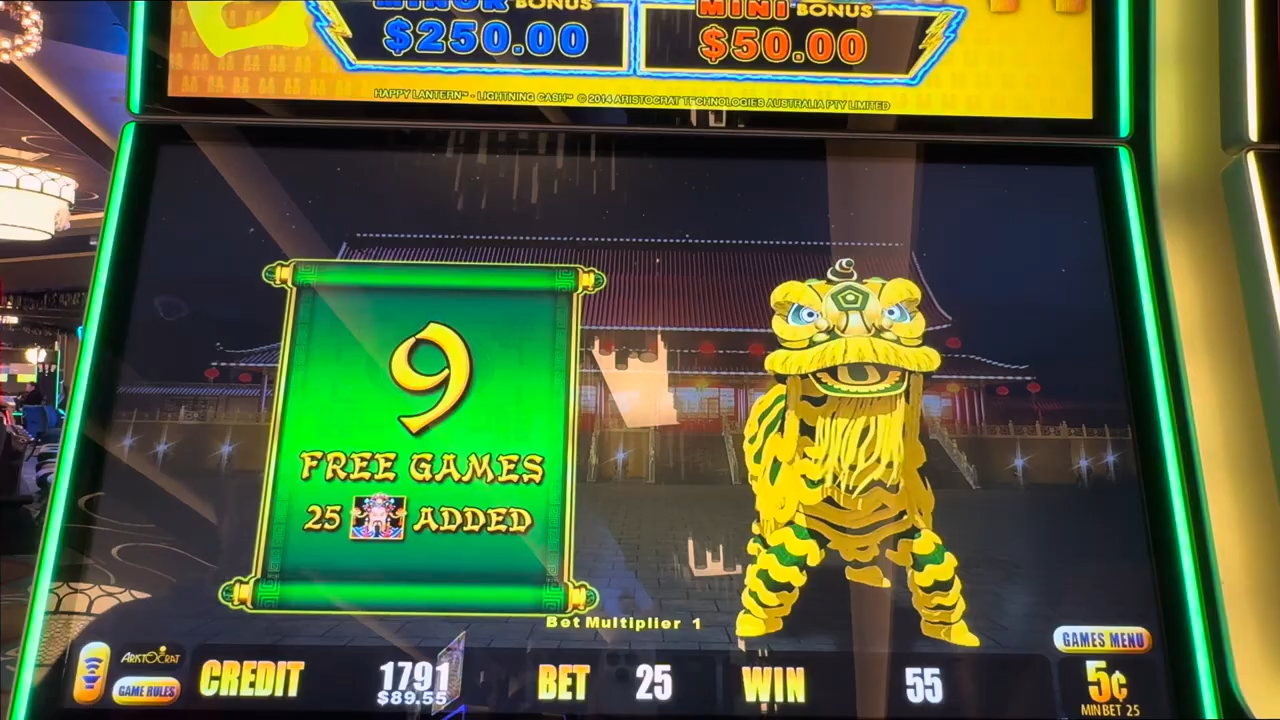 MINOR BONUS
$250.00
MINI BONUS
$50.00
HAPPY LANTERN™ - LIGHTNING CASH™ © 2014 ARISTOCRAT TECHNOLOGIES AUSTRALIA PTY LIMITED
9
FREE GAMES
25 ADDED
Bet Multiplier 1
GAMES MENU
ARISTOCRAT
GAME RULES
CREDIT 1791
$89.55
BET 25
WIN 55
5¢
MIN BET 25